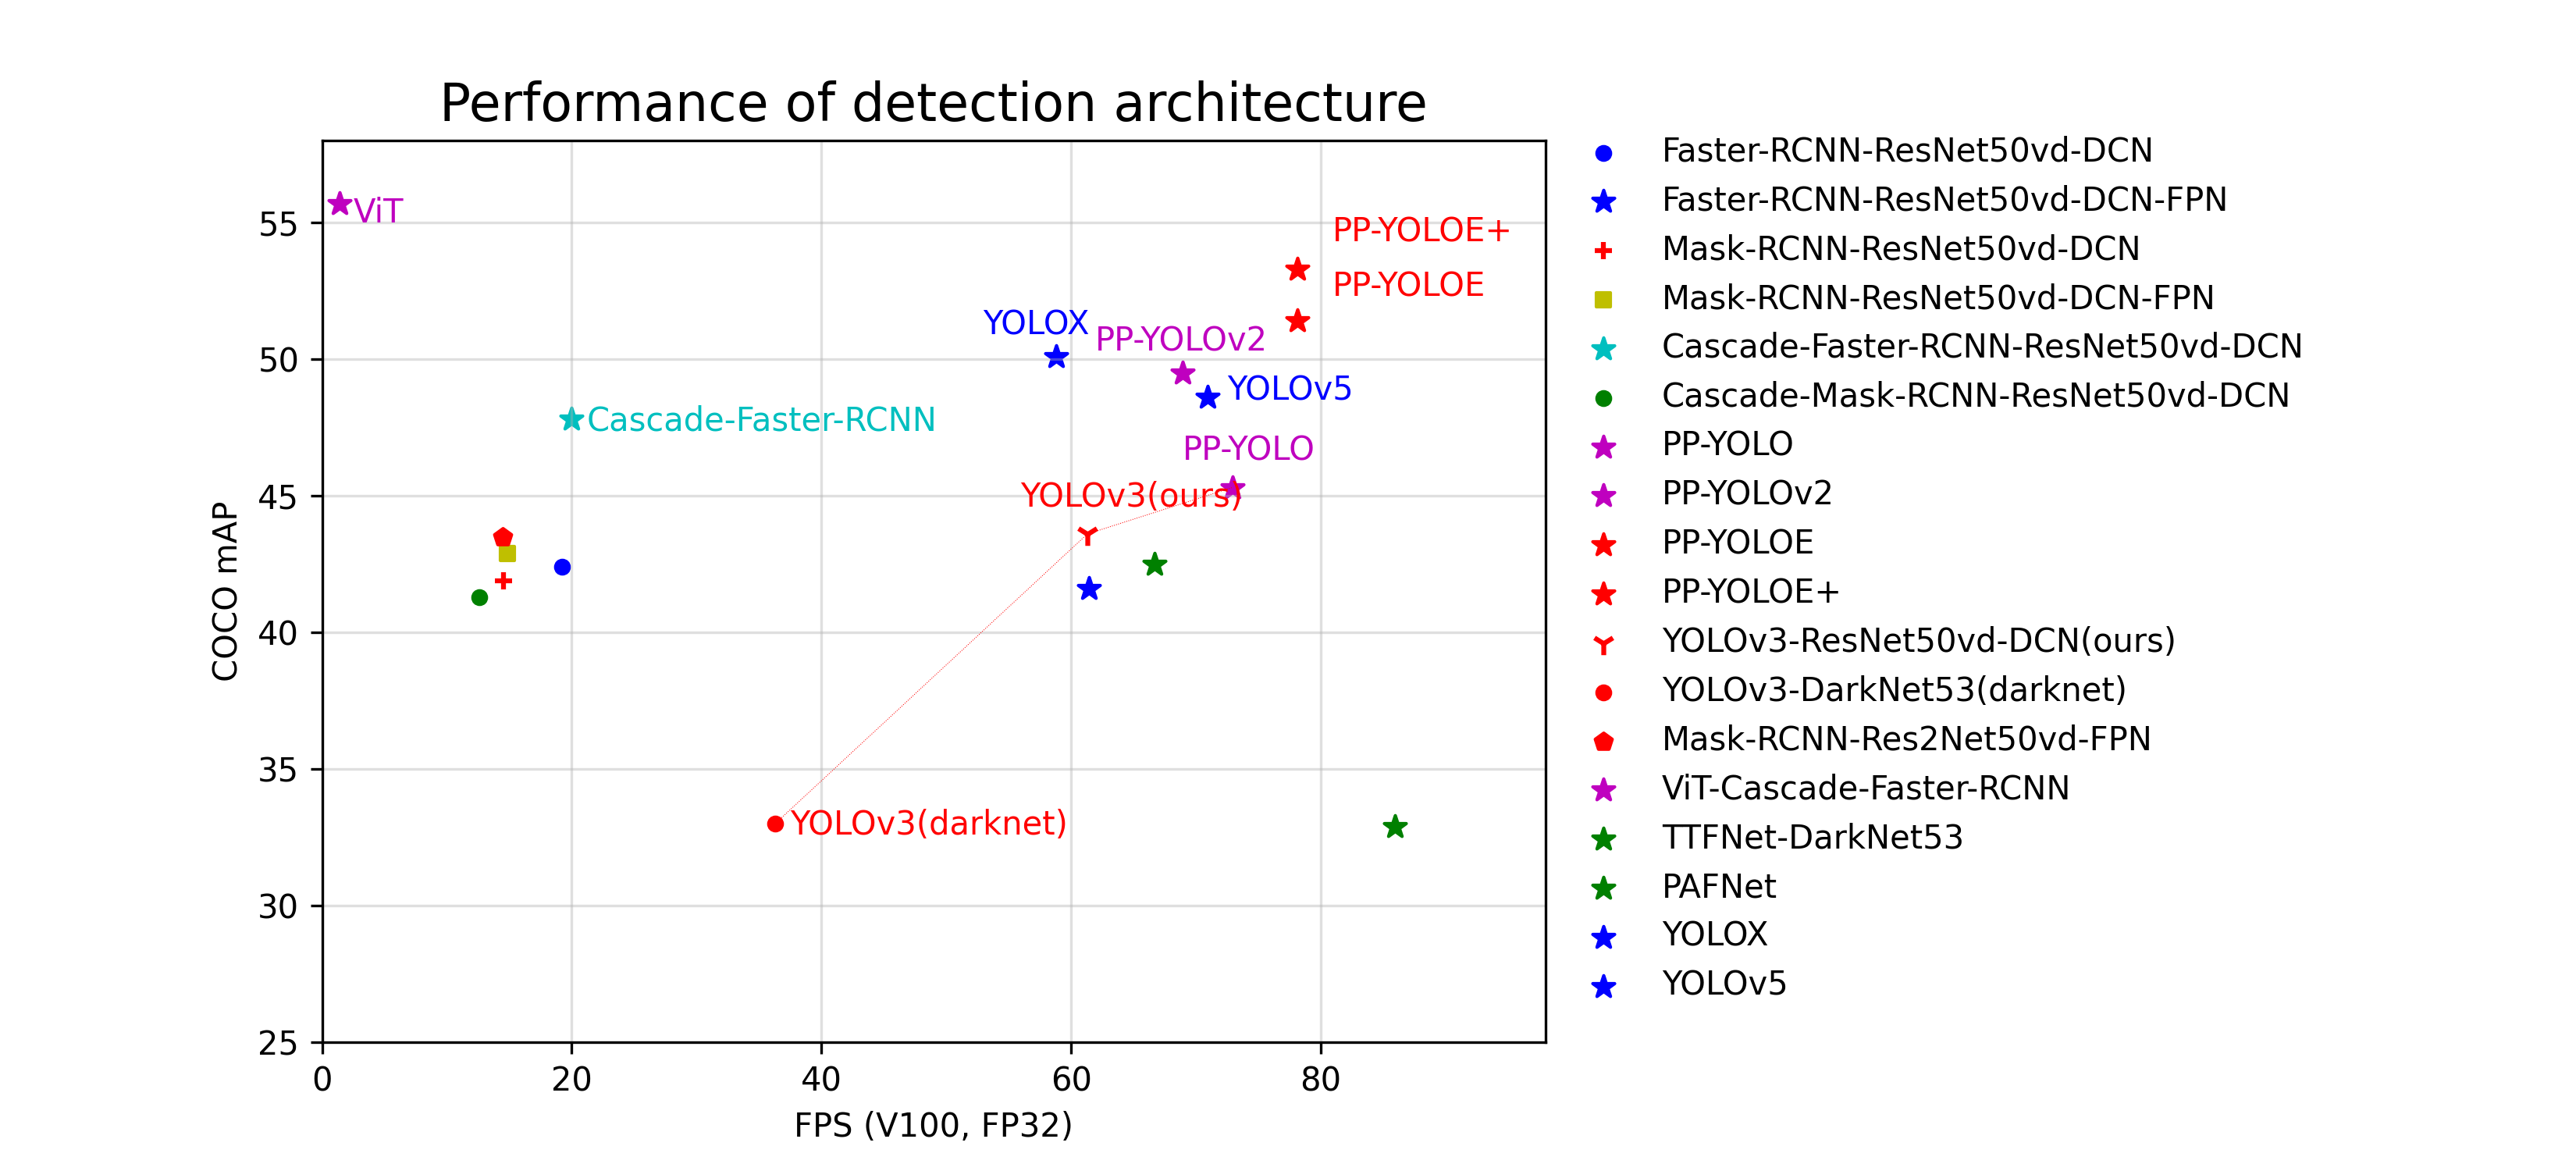 Performance of detection architecture
COCO mAP
55
50
45
40
35
30
25
0
20
40
60
80
FPS (V100, FP32)
ViT
PP-YOLOE+
PP-YOLOE
YOLOX
PP-YOLOv2
YOLOv5
Cascade-Faster-RCNN
PP-YOLO
YOLOv3(ours)
YOLOv3(darknet)
Faster-RCNN-ResNet50vd-DCN
Faster-RCNN-ResNet50vd-DCN-FPN
Mask-RCNN-ResNet50vd-DCN
Mask-RCNN-ResNet50vd-DCN-FPN
Cascade-Faster-RCNN-ResNet50vd-DCN
Cascade-Mask-RCNN-ResNet50vd-DCN
PP-YOLO
PP-YOLOv2
PP-YOLOE
PP-YOLOE+
YOLOv3-ResNet50vd-DCN(ours)
YOLOv3-DarkNet53(darknet)
Mask-RCNN-Res2Net50vd-FPN
ViT-Cascade-Faster-RCNN
TTFNet-DarkNet53
PAFNet
YOLOX
YOLOv5